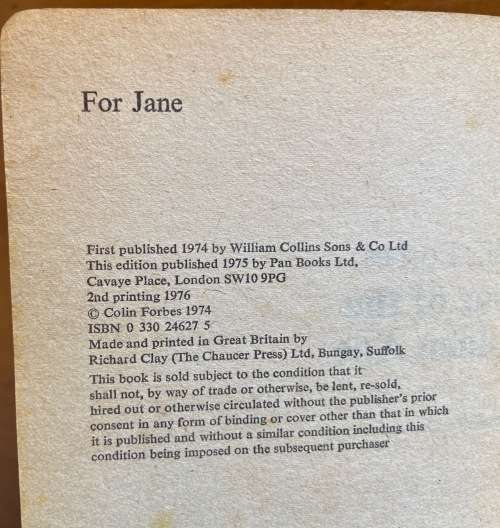 For Jane
First published 1974 by William Collins Sons & Co Ltd
This edition published 1975 by Pan Books Ltd,
Cavaye Place, London SW10 9PG
2nd printing 1976
© Colin Forbes 1974
ISBN 0 330 24627 5
Made and printed in Great Britain by
Richard Clay (The Chaucer Press) Ltd, Bungay, Suffolk
This book is sold subject to the condition that it
shall not, by way of trade or otherwise, be lent, re-sold,
hired out or otherwise circulated without the publisher's prior
consent in any form of binding or cover other than that in which
it is published and without a similar condition including this
condition being imposed on the subsequent purchaser